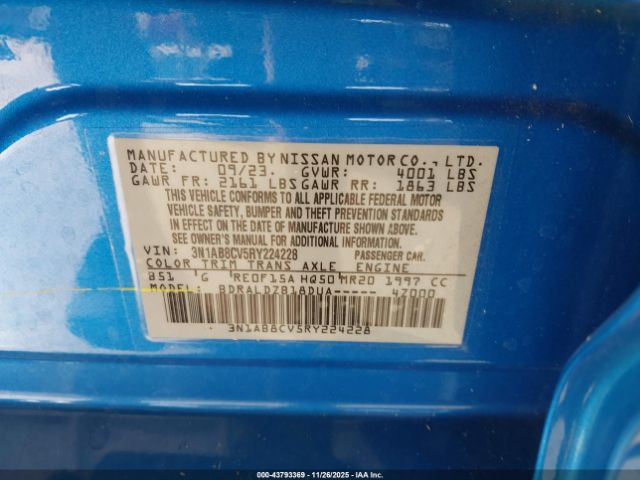 MANUFACTURED BY NISSAN MOTOR CO., LTD.
DATE: 09/23. GVWR: 4001 LBS
GAWR FR: 2161 LBS GAWR RR: 1863 LBS
THIS VEHICLE CONFORMS TO ALL APPLICABLE FEDERAL MOTOR
VEHICLE SAFETY, BUMPER AND THEFT PREVENTION STANDARDS
IN EFFECT ON THE DATE OF MANUFACTURE SHOWN ABOVE.
SEE OWNER'S MANUAL FOR ADDITIONAL INFORMATION.
VIN: 3N1AB8CV5RY224228 PASSENGER CAR.
COLOR TRIM TRANS AXLE ENGINE
B51 G RE0F15A HQ50 MR20 1997 CC
MODEL: BDRALDZB18DUA----- 4Z000
3N1AB8CV5RY224228
© - 43793369 | 11/26/2025 - IAA, Inc.